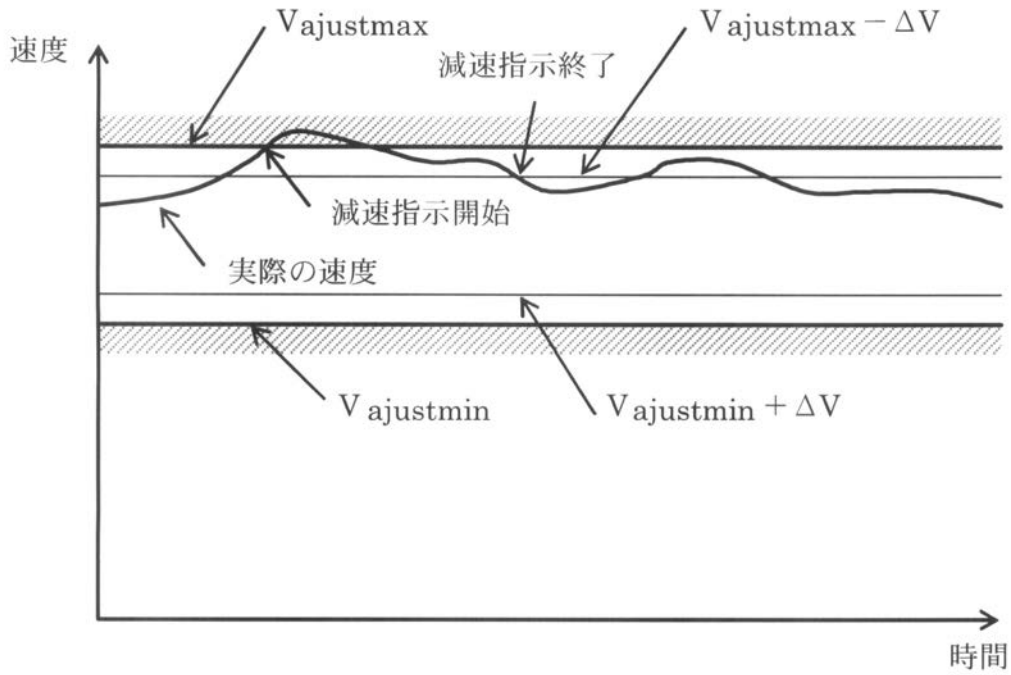 Vajustmax
Vajustmax − ΔV
速度
減速指示終了
減速指示開始
実際の速度
Vajustmin
Vajustmin + ΔV
時間